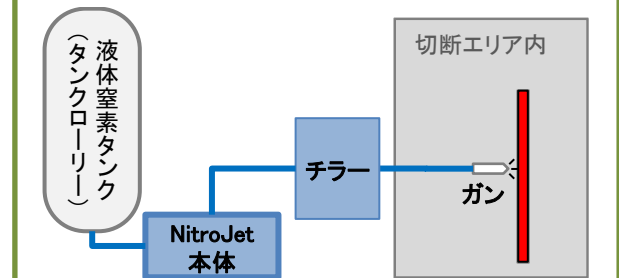 液体窒素タンク
（タンクローリー）
NitroJet
本体
チラー
切断エリア内
ガン